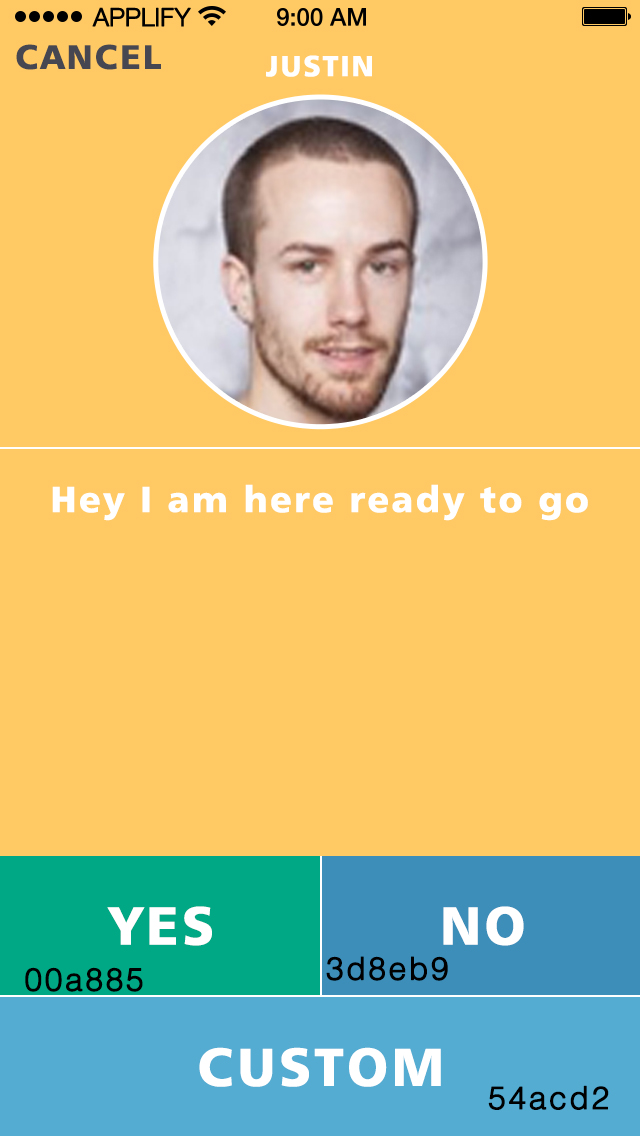 APPLIFY 9:00 AM
CANCEL
JUSTIN
Hey I am here ready to go
YES
NO
00a885
3d8eb9
CUSTOM
54acd2